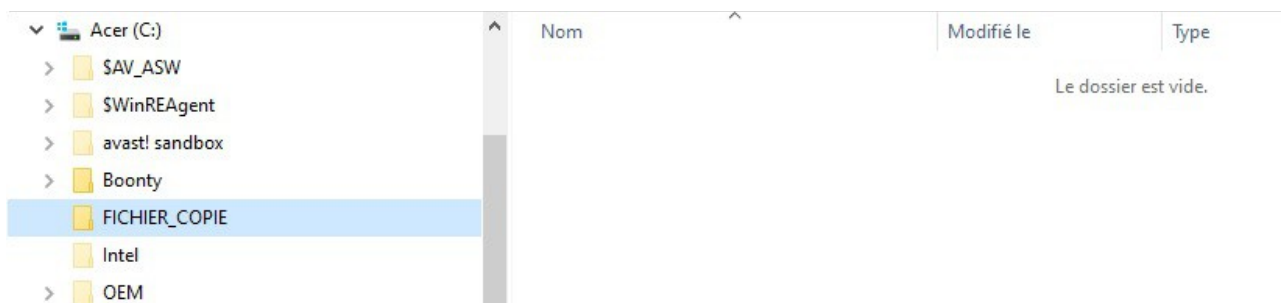 Acer (C:)
$AV_ASW
$WinREAgent
avast! sandbox
Boonty
FICHIER_COPIE
Intel
OEM
Nom Modifié le Type
Le dossier est vide.